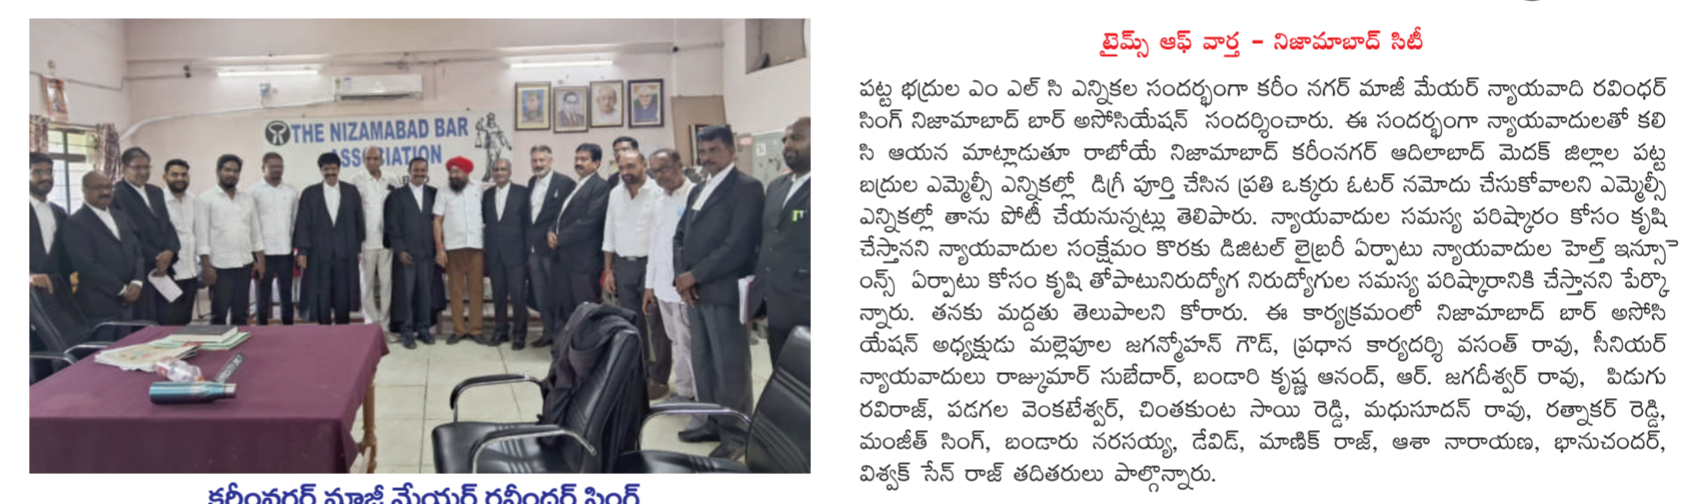 THE NIZAMABAD BAR
ASSOCIATION
కరీంనగర్ మాజీ మేయర్ రవీందర్ సింగ్
టైమ్స్ ఆఫ్ వార్త - నిజామాబాద్ సిటీ
పట్ట భద్రుల ఎం ఎల్ సి ఎన్నికల సందర్భంగా కరీం నగర్ మాజీ మేయర్ న్యాయవాది రవింధర్
సింగ్ నిజామాబాద్ బార్ అసోసియేషన్ సందర్శించారు. ఈ సందర్భంగా న్యాయవాదులతో కలి
సి ఆయన మాట్లాడుతూ రాబోయే నిజామాబాద్ కరీంనగర్ ఆదిలాబాద్ మెదక్ జిల్లాల పట్ట
బద్రుల ఎమ్మెల్సీ ఎన్నికల్లో డిగ్రీ పూర్తి చేసిన ప్రతి ఒక్కరు ఓటర్ నమోదు చేసుకోవాలని ఎమ్మెల్సీ
ఎన్నికల్లో తాను పోటీ చేయనున్నట్లు తెలిపారు. న్యాయవాదుల సమస్య పరిష్కారం కోసం కృషి
చేస్తానని న్యాయవాదుల సంక్షేమం కొరకు డిజిటల్ లైబ్రరీ ఏర్పాటు న్యాయవాదుల హెల్త్ ఇన్సూరె
న్స్ ఏర్పాటు కోసం కృషి తోపాటునిరుద్యోగ నిరుద్యోగుల సమస్య పరిష్కారానికి చేస్తానని పేర్కొ
న్నారు. తనకు మద్దతు తెలుపాలని కోరారు. ఈ కార్యక్రమంలో నిజామాబాద్ బార్ అసోసి
యేషన్ అధ్యక్షుడు మల్లెపూల జగన్మోహన్ గౌడ్, ప్రధాన కార్యదర్శి వసంత్ రావు, సీనియర్
న్యాయవాదులు రాజ్కుమార్ సుబేదార్, బండారి కృష్ణ ఆనంద్, ఆర్. జగదీశ్వర్ రావు, పిడుగు
రవిరాజ్, పడగల వెంకటేశ్వర్, చింతకుంట సాయి రెడ్డి, మధుసూదన్ రావు, రత్నాకర్ రెడ్డి,
మంజీత్ సింగ్, బండారు నరసయ్య, డేవిడ్, మాణిక్ రాజ్, ఆశా నారాయణ, భానుచందర్,
విశ్వక్ సేన్ రాజ్ తదితరులు పాల్గొన్నారు.